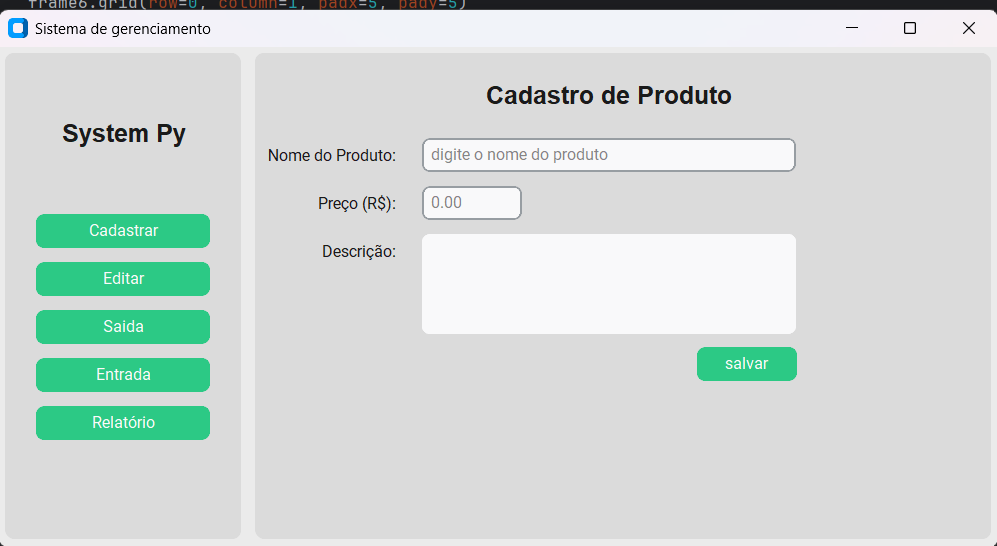 frame6.grid(row=0, column=1, padx=5, pady=5)
Sistema de gerenciamento
System Py
Cadastrar
Editar
Saida
Entrada
Relatório
Cadastro de Produto
Nome do Produto: digite o nome do produto
Preço (R$): 0.00
Descrição:
salvar